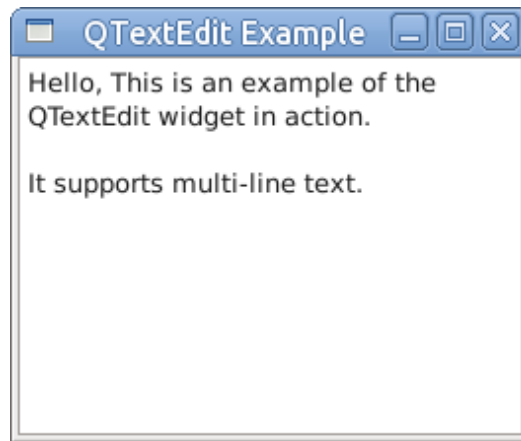 QTextEdit Example
Hello, This is an example of the
QTextEdit widget in action.
It supports multi-line text.